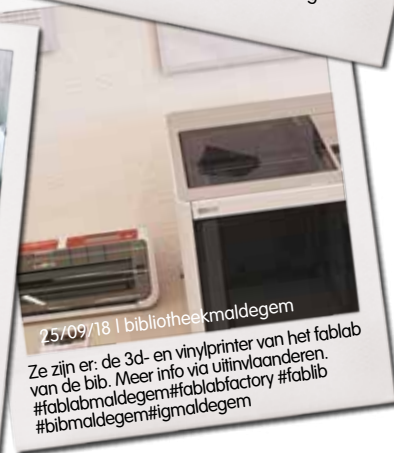 25/09/18 | bibliotheekmaldegem
Ze zijn er: de 3d- en vinylprinter van het fablab
van de bib. Meer info via uitinvlaanderen.
#fablabmaldegem#fablabfactory #fablib
#bibmaldegem#igmaldegem